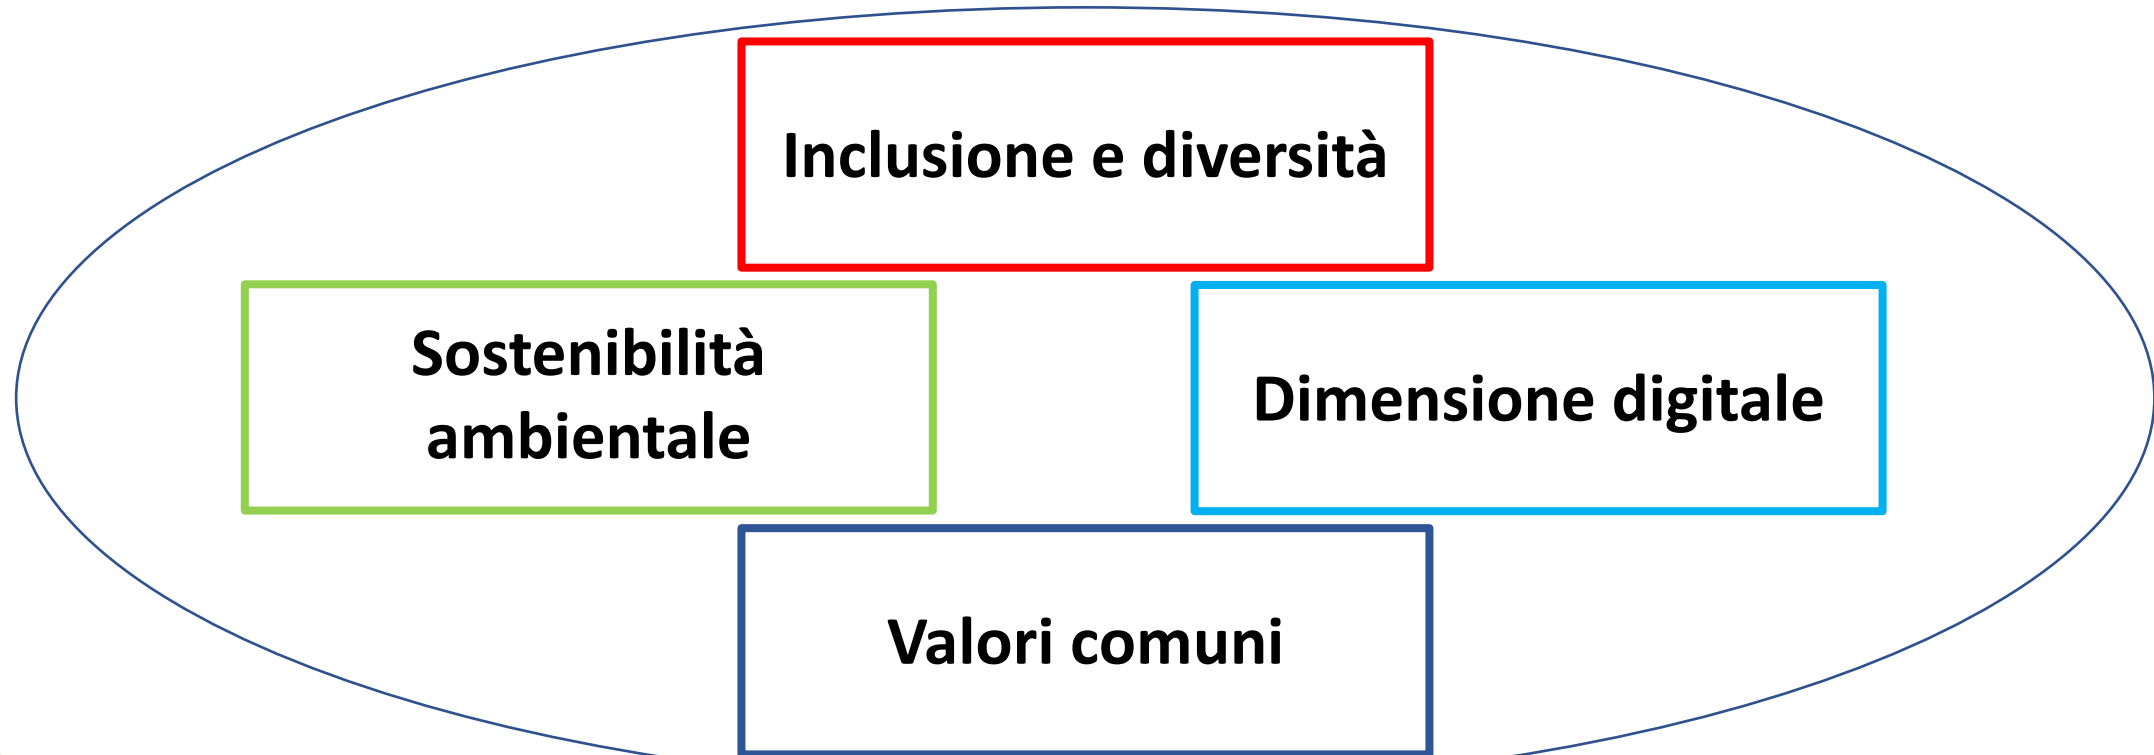 Inclusione e diversità
Sostenibilità
ambientale
Dimensione digitale
Valori comuni